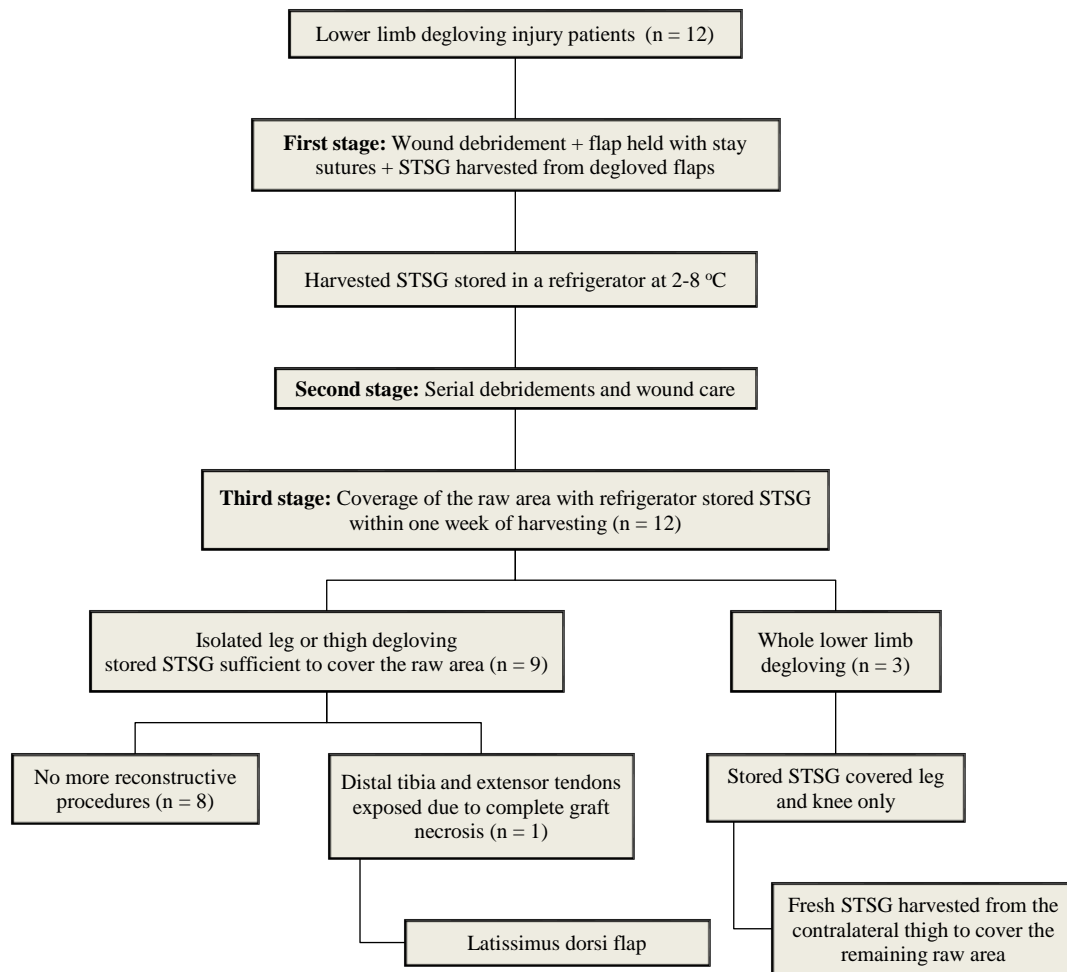 Lower limb degloving injury patients (n = 12)
First stage: Wound debridement + flap held with stay
sutures + STSG harvested from degloved flaps
Harvested STSG stored in a refrigerator at 2-8 °C
Second stage: Serial debridements and wound care
Third stage: Coverage of the raw area with refrigerator stored STSG
within one week of harvesting (n = 12)
Isolated leg or thigh degloving
stored STSG sufficient to cover the raw area (n = 9)
Whole lower limb
degloving (n = 3)
No more reconstructive
procedures (n = 8)
Distal tibia and extensor tendons
exposed due to complete graft
necrosis (n = 1)
Stored STSG covered leg
and knee only
Latissimus dorsi flap
Fresh STSG harvested from the
contralateral thigh to cover the
remaining raw area